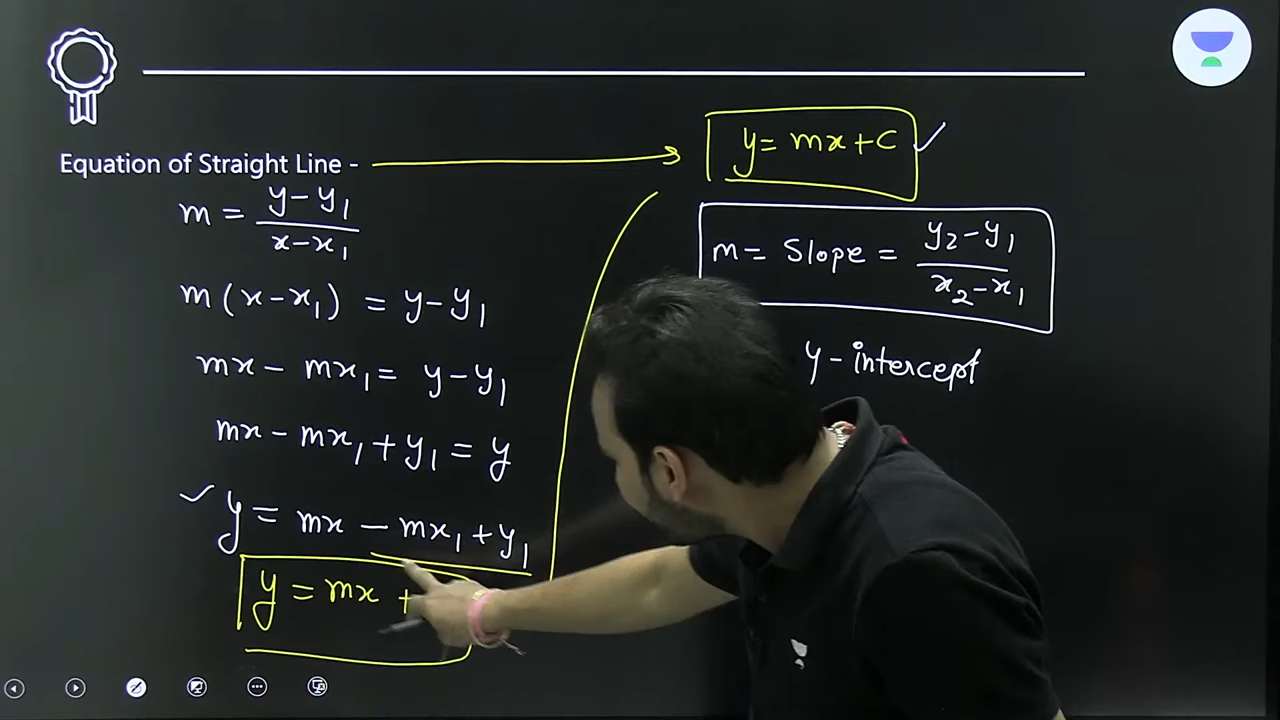 Equation of Straight Line -
y = mx + c
m = y - y₁ / x - x₁
m = Slope = y₂ - y₁ / x₂ - x₁
m (x - x₁) = y - y₁
y - intercept
mx - mx₁ = y - y₁
mx - mx₁ + y₁ = y
y = mx - mx₁ + y₁
y = mx +